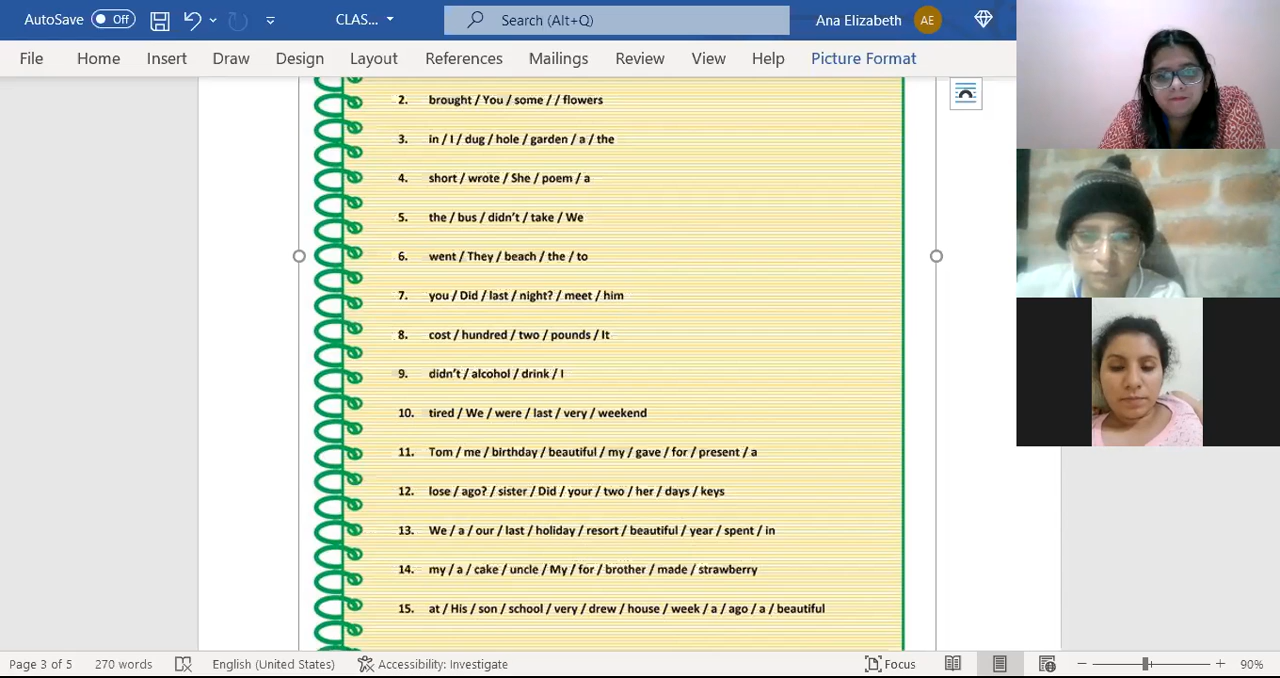 AutoSave Off CLAS... Search (Alt+Q) Ana Elizabeth AE
File Home Insert Draw Design Layout References Mailings Review View Help Picture Format
2. brought / You / some / / flowers
3. in / I / dug / hole / garden / a / the
4. short / wrote / She / poem / a
5. the / bus / didn't / take / We
6. went / They / beach / the / to
7. you / Did / last / night? / meet / him
8. cost / hundred / two / pounds / It
9. didn't / alcohol / drink / I
10. tired / We / were / last / very / weekend
11. Tom / me / birthday / beautiful / my / gave / for / present / a
12. lose / ago? / sister / Did / your / two / her / days / keys
13. We / a / our / last / holiday / resort / beautiful / year / spent / in
14. my / a / cake / uncle / My / for / brother / made / strawberry
15. at / His / son / school / very / drew / house / week / a / ago / a / beautiful
Page 3 of 5 270 words English (United States) Accessibility: Investigate Focus 90%